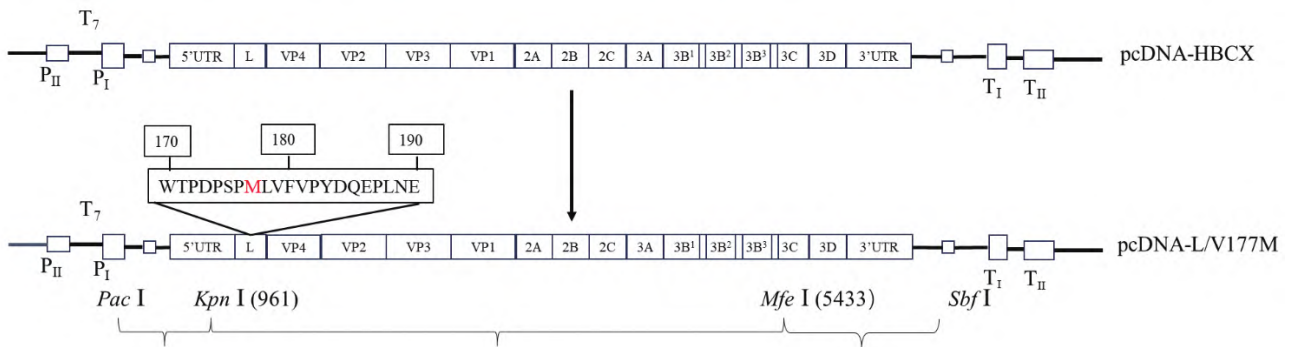 T7
5'UTR L VP4 VP2 VP3 VP1 2A 2B 2C 3A 3B¹ 3B² 3B³ 3C 3D 3'UTR
pcDNA-HBCX
PII PI TI TII
170 180 190
WTPDPSPMLVFVPYDQEPLNE
T7
5'UTR L VP4 VP2 VP3 VP1 2A 2B 2C 3A 3B¹ 3B² 3B³ 3C 3D 3'UTR
pcDNA-L/V177M
PII PI TI TII
Pac I Kpn I (961) Mfe I (5433) Sbf I